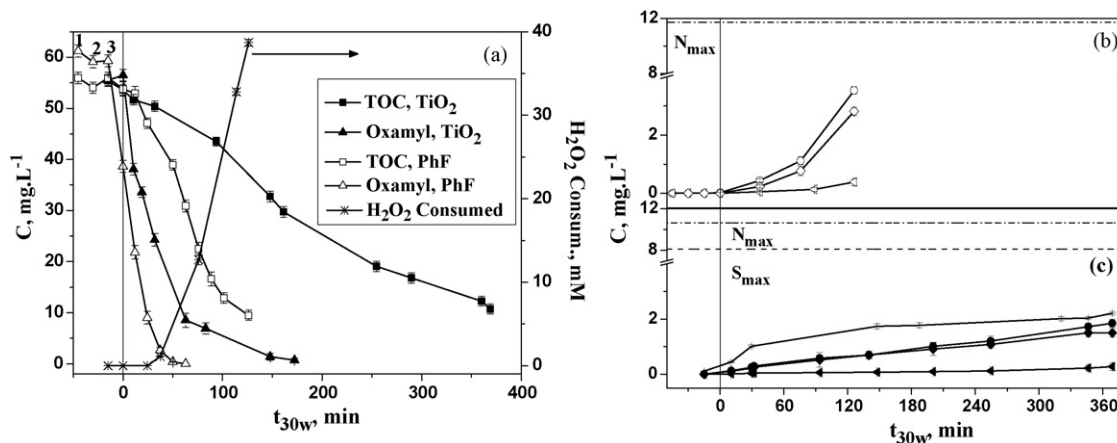 1 2 3
(a)
C, mg.L-1
60
50
40
30
20
10
0
TOC, TiO2
Oxamyl, TiO2
TOC, PhF
Oxamyl, PhF
H2O2 Consumed
40
30
20
10
0
H2O2 Consum., mM
0 100 200 300 400
t30w, min
(b)
Nmax
12
8
2
0
C, mg.L-1
12
8
2
0
Nmax
Smax
(c)
0 60 120 180 240 300 360
t30w, min